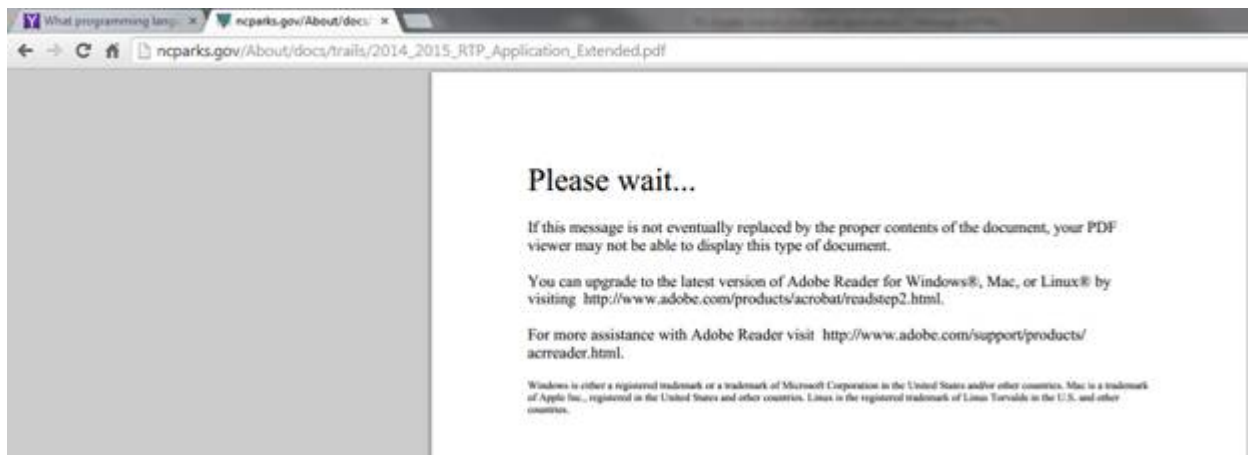 What programming lang
ncparks.gov/About/docs/
ncparks.gov/About/docs/trails/2014_2015_RTP_Application_Extended.pdf
Please wait...
If this message is not eventually replaced by the proper contents of the document, your PDF
viewer may not be able to display this type of document.
You can upgrade to the latest version of Adobe Reader for Windows®, Mac, or Linux® by
visiting http://www.adobe.com/products/acrobat/readstep2.html.
For more assistance with Adobe Reader visit http://www.adobe.com/support/products/
acrreader.html.
Windows is either a registered trademark or a trademark of Microsoft Corporation in the United States and/or other countries. Mac is a trademark
of Apple Inc., registered in the United States and other countries. Linux is the registered trademark of Linus Torvalds in the U.S. and other
countries.